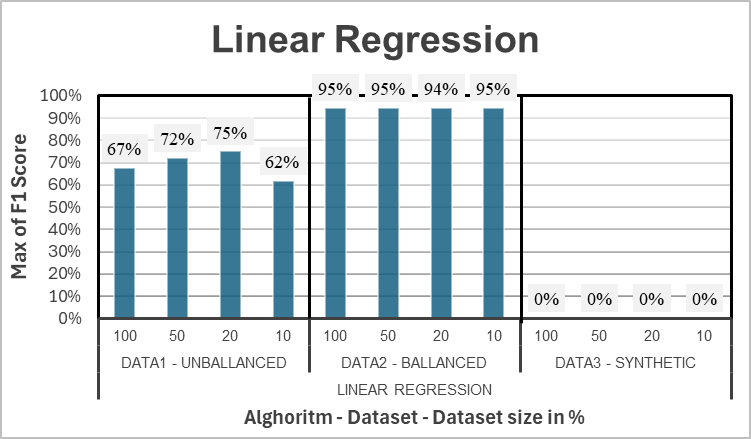 Linear Regression
Max of F1 Score
100%
90%
80%
70%
60%
50%
40%
30%
20%
10%
0%
67% 72% 75% 62% 95% 95% 94% 95% 0% 0% 0% 0%
100 50 20 10 100 50 20 10 100 50 20 10
DATA1 - UNBALLANCED DATA2 - BALLANCED DATA3 - SYNTHETIC
LINEAR REGRESSION
Alghoritm - Dataset - Dataset size in %